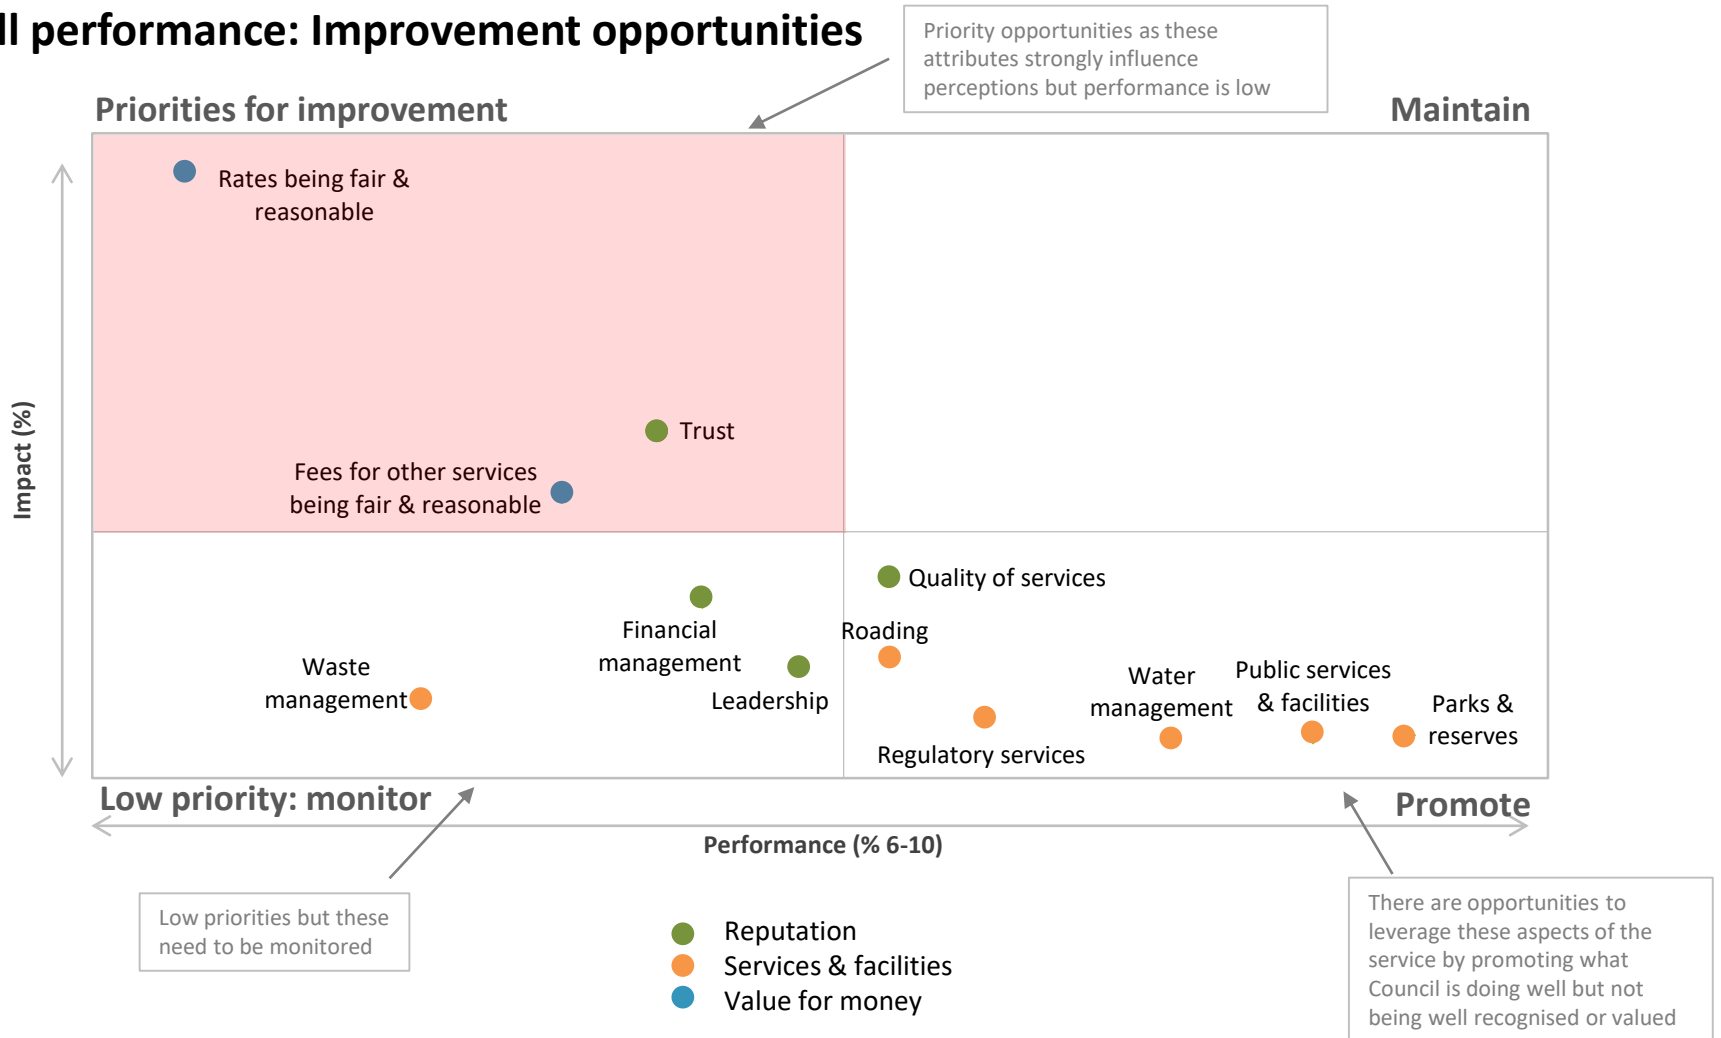 ll performance: Improvement opportunities
Priority opportunities as these
attributes strongly influence
perceptions but performance is low
Priorities for improvement
Maintain
Rates being fair &
reasonable
Trust
Fees for other services
being fair & reasonable
Impact (%)
Quality of services
Financial
management
Roading
Waste
management
Leadership
Regulatory services
Water
management
Public services
& facilities
Parks &
reserves
Low priority: monitor
Promote
Performance (% 6-10)
Low priorities but these
need to be monitored
Reputation
Services & facilities
Value for money
There are opportunities to
leverage these aspects of the
service by promoting what
Council is doing well but not
being well recognised or valued